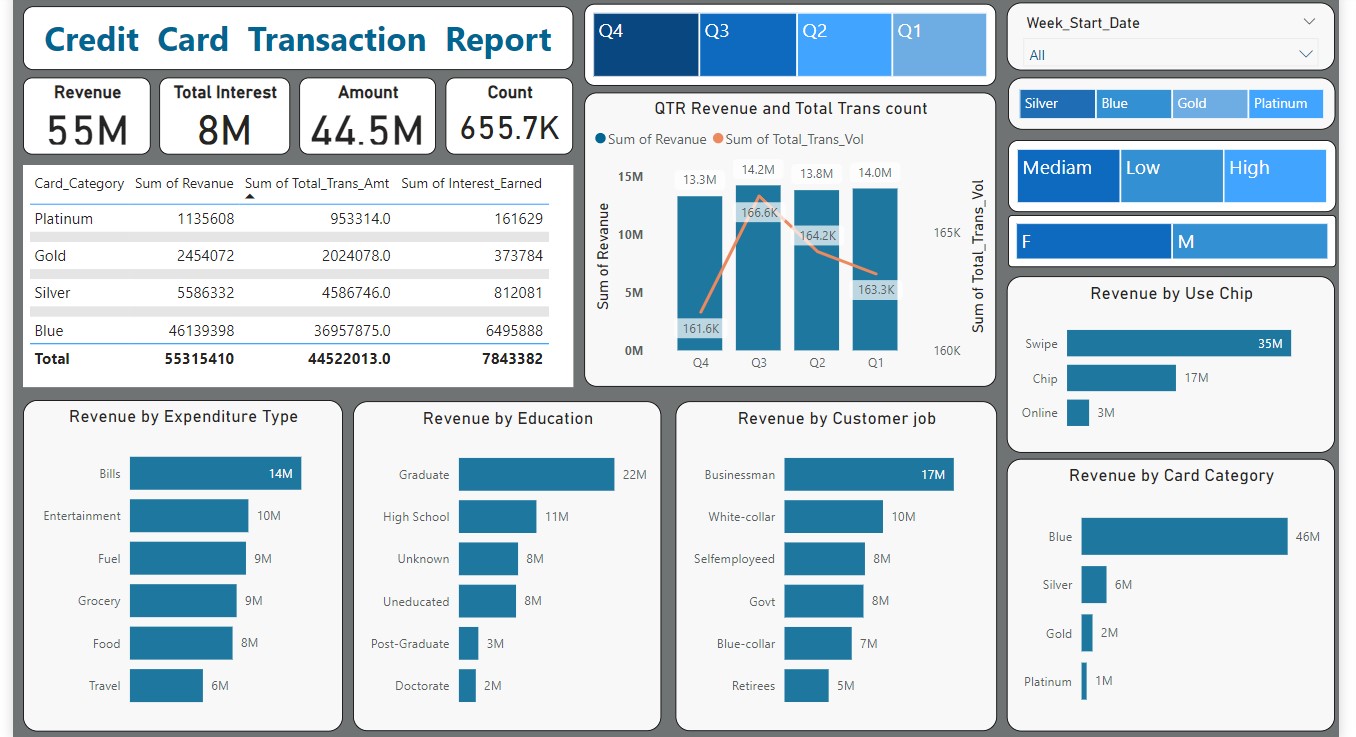 Credit Card Transaction Report
Revenue
55M
Total Interest
8M
Amount
44.5M
Count
655.7K
Q4 Q3 Q2 Q1
Week_Start_Date
All
Silver Blue Gold Platinum
Mediam Low High
F M
Card_Category Sum of Revanue Sum of Total_Trans_Amt Sum of Interest_Earned
Platinum 1135608 953314.0 161629
Gold 2454072 2024078.0 373784
Silver 5586332 4586746.0 812081
Blue 46139398 36957875.0 6495888
Total 55315410 44522013.0 7843382
QTR Revenue and Total Trans count
Sum of Revanue Sum of Total_Trans_Vol
Sum of Revanue
15M
10M
5M
0M
13.3M 14.2M 13.8M 14.0M
161.6K 166.6K 164.2K 163.3K
Q4 Q3 Q2 Q1
165K
160K
Sum of Total_Trans_Vol
Revenue by Use Chip
Swipe 35M
Chip 17M
Online 3M
Revenue by Expenditure Type
Bills 14M
Entertainment 10M
Fuel 9M
Grocery 9M
Food 8M
Travel 6M
Revenue by Education
Graduate 22M
High School 11M
Unknown 8M
Uneducated 8M
Post-Graduate 3M
Doctorate 2M
Revenue by Customer job
Businessman 17M
White-collar 10M
Selfemployeed 8M
Govt 8M
Blue-collar 7M
Retirees 5M
Revenue by Card Category
Blue 46M
Silver 6M
Gold 2M
Platinum 1M